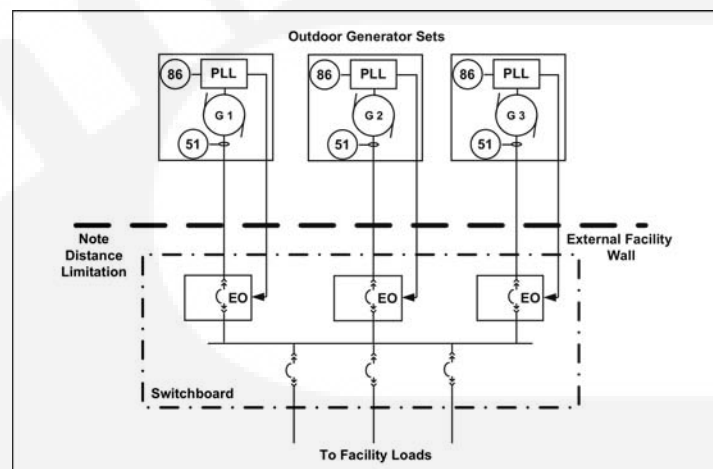 Outdoor Generator Sets
86 PLL
G 1
51
86 PLL
G 2
51
86 PLL
G 3
51
Note
Distance
Limitation
External Facility
Wall
EO
EO
EO
Switchboard
To Facility Loads